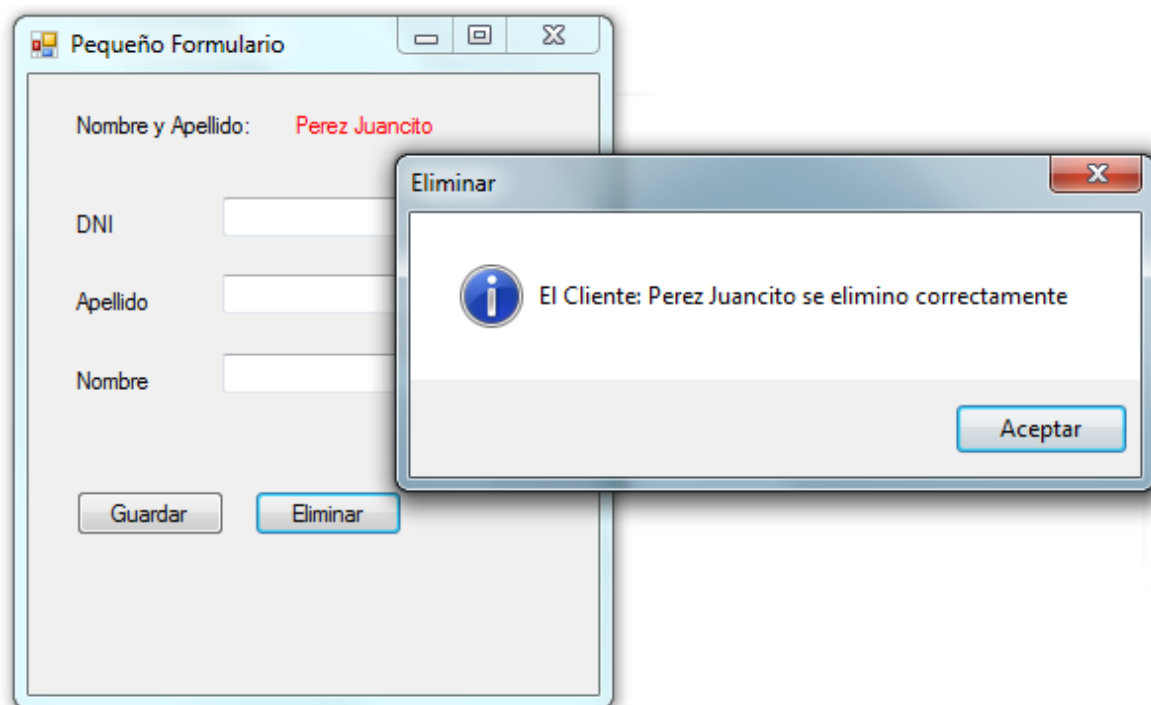 Pequeño Formulario
Nombre y Apellido: Perez Juancito
Eliminar
DNI
El Cliente: Perez Juancito se elimino correctamente
Apellido
Nombre
Aceptar
Guardar Eliminar